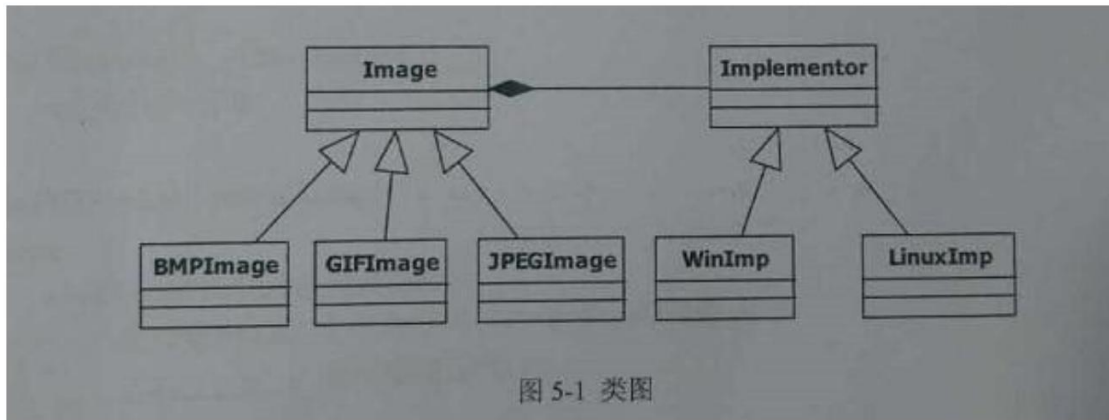 Image
Implementor
BMPImage
GIFImage
JPEGImage
WinImp
LinuxImp
图 5-1 类图